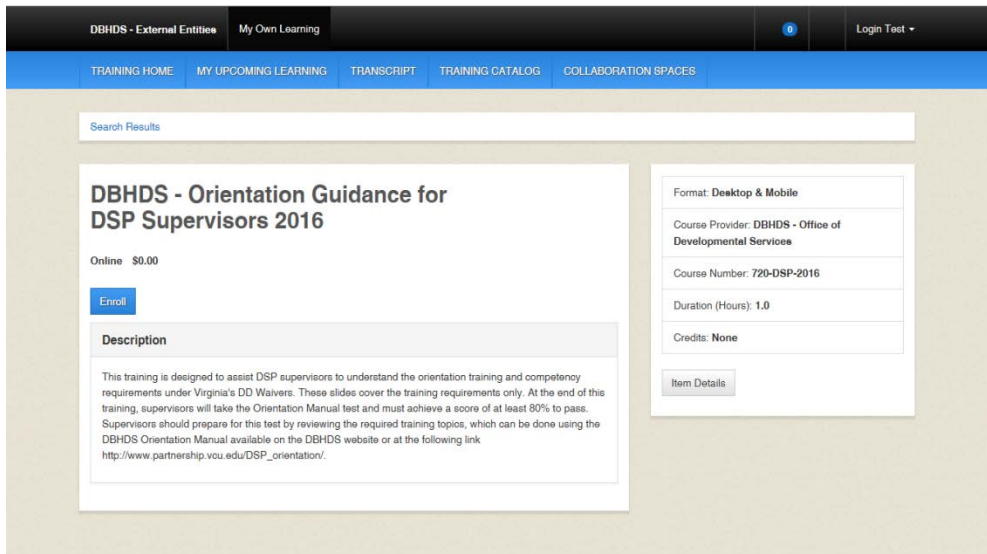 DBHDS - External Entities My Own Learning 0 Login Test
TRAINING HOME MY UPCOMING LEARNING TRANSCRIPT TRAINING CATALOG COLLABORATION SPACES
Search Results
DBHDS - Orientation Guidance for
DSP Supervisors 2016
Online $0.00
Enroll
Description
This training is designed to assist DSP supervisors to understand the orientation training and competency
requirements under Virginia's DD Waivers. These slides cover the training requirements only. At the end of this
training, supervisors will take the Orientation Manual test and must achieve a score of at least 80% to pass.
Supervisors should prepare for this test by reviewing the required training topics, which can be done using the
DBHDS Orientation Manual available on the DBHDS website or at the following link
http://www.partnership.vcu.edu/DSP_orientation/.
Format: Desktop & Mobile
Course Provider: DBHDS - Office of
Developmental Services
Course Number: 720-DSP-2016
Duration (Hours): 1.0
Credits: None
Item Details